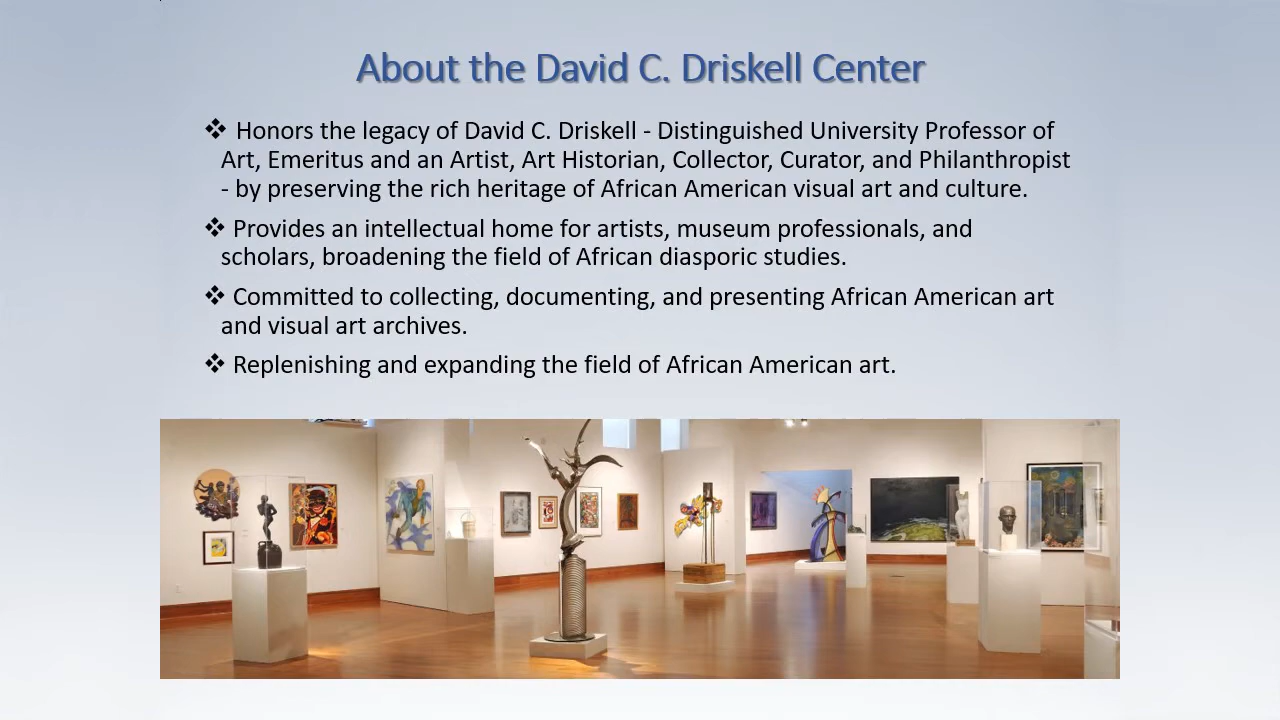 About the David C. Driskell Center
❖ Honors the legacy of David C. Driskell - Distinguished University Professor of
Art, Emeritus and an Artist, Art Historian, Collector, Curator, and Philanthropist
- by preserving the rich heritage of African American visual art and culture.
❖ Provides an intellectual home for artists, museum professionals, and
scholars, broadening the field of African diasporic studies.
❖ Committed to collecting, documenting, and presenting African American art
and visual art archives.
❖ Replenishing and expanding the field of African American art.